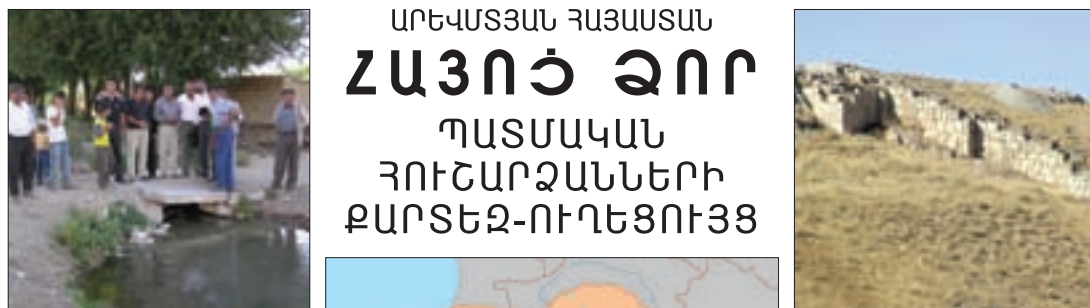 ԱՐԵՎՄՏՅԱՆ ՀԱՅԱՍՏԱՆ
ՀԱՅՈՑ ՁՈՐ
ՊԱՏՄԱԿԱՆ
ՀՈՒՇԱՐՁԱՆՆԵՐԻ
ՔԱՐՏԵԶ-ՈՒՂԵՑՈՒՅՑ